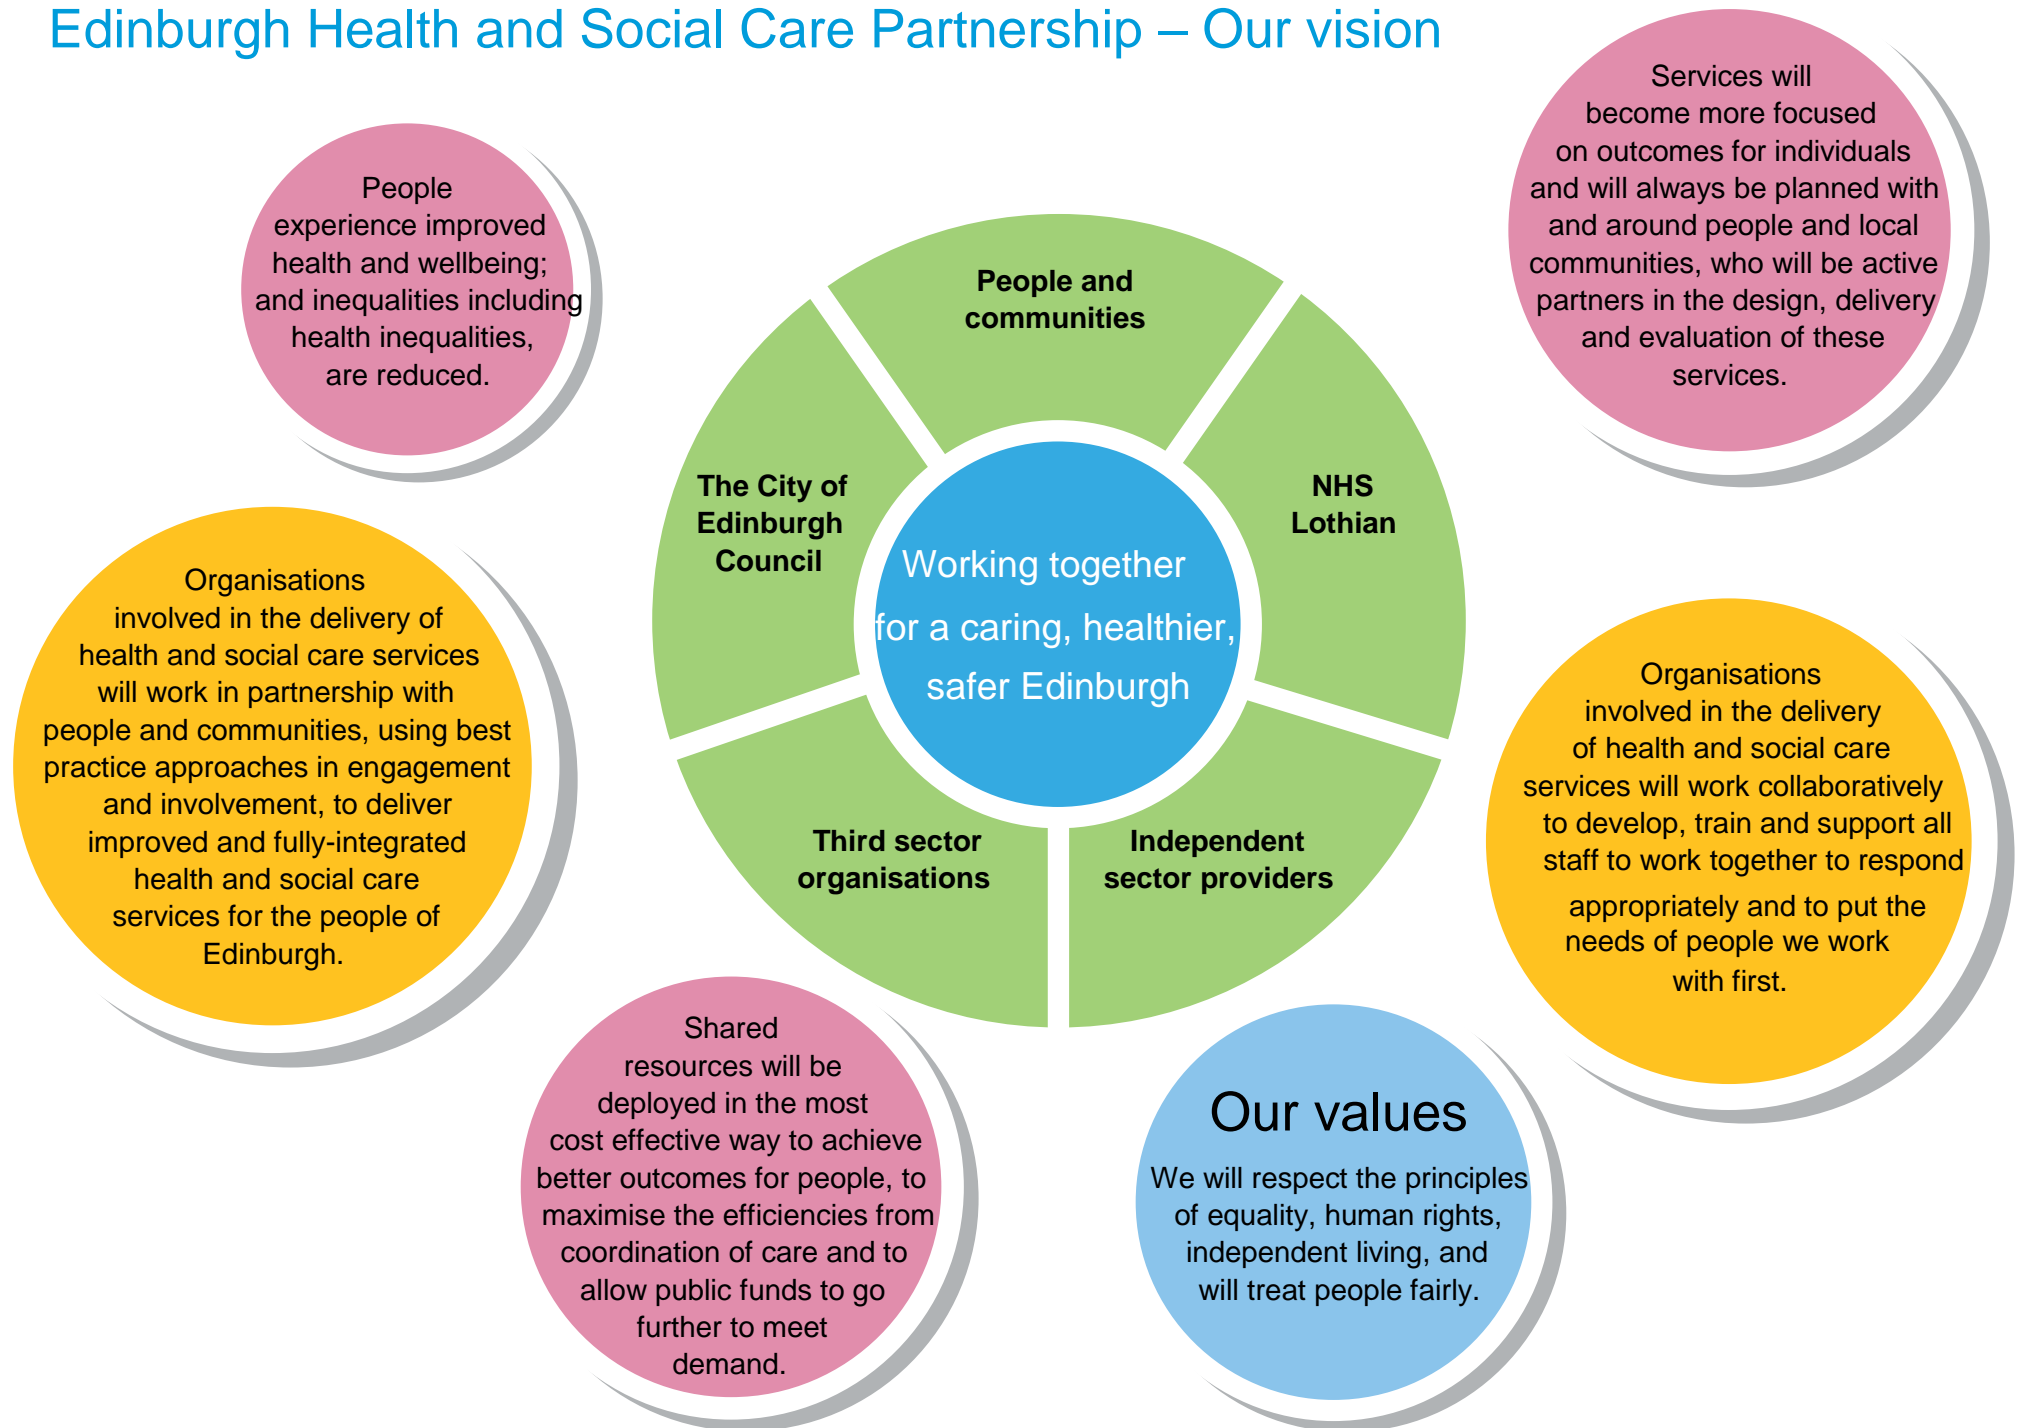 Edinburgh Health and Social Care Partnership – Our vision
People
experience improved
health and wellbeing;
and inequalities including
health inequalities,
are reduced.
Services will
become more focused
on outcomes for individuals
and will always be planned with
and around people and local
communities, who will be active
partners in the design, delivery
and evaluation of these
services.
People and
communities
The City of
Edinburgh
Council
NHS
Lothian
Working together
for a caring, healthier,
safer Edinburgh
Third sector
organisations
Independent
sector providers
Organisations
involved in the delivery of
health and social care services
will work in partnership with
people and communities, using best
practice approaches in engagement
and involvement, to deliver
improved and fully-integrated
health and social care
services for the people of
Edinburgh.
Organisations
involved in the delivery
of health and social care
services will work collaboratively
to develop, train and support all
staff to work together to respond
appropriately and to put the
needs of people we work
with first.
Shared
resources will be
deployed in the most
cost effective way to achieve
better outcomes for people, to
maximise the efficiencies from
coordination of care and to
allow public funds to go
further to meet
demand.
Our values
We will respect the principles
of equality, human rights,
independent living, and
will treat people fairly.